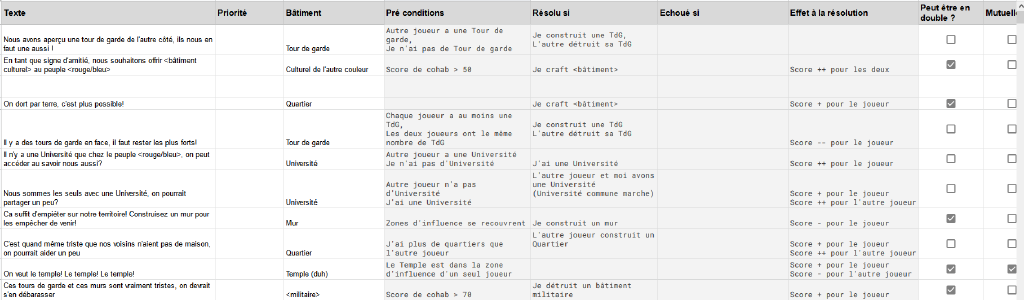 Texte	Priorité	Bâtiment	Pré conditions	Résolu si	Echoué si	Effet à la résolution	Peut être en double ?	Mutuell
Nous avons aperçu une tour de garde de l'autre côté, ils nous en
faut une aussi !
Tour de garde
Autre joueur a une Tour de
garde,
Je n'ai pas de Tour de garde
Je construit une TdG,
L'autre détruit sa TdG
En tant que signe d'amitié, nous souhaitons offrir <bâtiment
culturel> au peuple <rouge/bleu>
Culturel de l'autre couleur
Score de cohab > 50
Je craft <bâtiment>
Score ++ pour les deux
On dort par terre, c'est plus possible!
Quartier
Je craft <bâtiment>
Score + pour le joueur
Il y a des tours de garde en face, il faut rester les plus forts!
Tour de garde
Chaque joueur a au moins une
TdG,
Les deux joueurs ont le même
nombre de TdG
Je construit une TdG
L'autre détruit sa TdG
Score -- pour le joueur
Il n'y a une Université que chez le peuple <rouge/bleu>, on peut
accéder au savoir nous aussi?
Université
Autre joueur a une Université
Je n'ai pas d'Université
J'ai une Université
Score ++ pour le joueur
Nous sommes les seuls avec une Université, on pourrait
partager un peu?
Université
Autre joueur n'a pas
d'Université
J'ai une Université
L'autre joueur et moi avons
une Université
(Université commune marche)
Score + pour le joueur
Score ++ pour l'autre joueur
Ca suffit d'empiéter sur notre territoire! Construisez un mur pour
les empêcher de venir!
Mur
Zones d'influence se recouvrent
Je construit un mur
Score - pour le joueur
C'est quand même triste que nos voisins n'aient pas de maison,
on pourrait aider un peu
Quartier
J'ai plus de quartiers que
l'autre joueur
L'autre joueur construit un
Quartier
Score + pour le joueur
Score ++ pour l'autre joueur
On veut le temple! Le temple! Le temple!
Temple (duh)
Le Temple est dans la zone
d'influence d'un seul joueur
Score + pour le joueur
Score - pour l'autre joueur
Ces tours de garde et ces murs sont vraiment tristes, on devrait
s'en débarasser
<militaire>
Score de cohab > 70
Je détruit un bâtiment
militaire
Score + pour le joueur